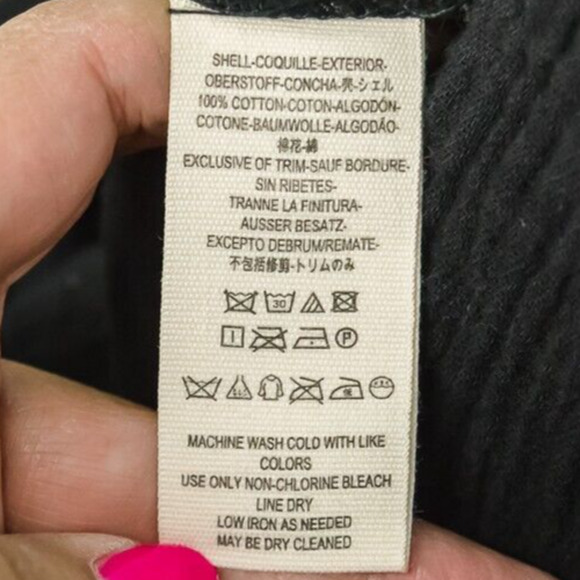 SHELL-COQUILLE-EXTERIOR-
OBERSTOFF-CONCHA-壳-シェル
100% COTTON-COTON-ALGODÓN-
COTONE-BAUMWOLLE-ALGODÃO-
棉花-綿
EXCLUSIVE OF TRIM-SAUF BORDURE-
SIN RIBETES-
TRANNE LA FINITURA-
AUSSER BESATZ-
EXCEPTO DEBRUM/REMATE-
不包括修剪-トリムのみ
30
P
MACHINE WASH COLD WITH LIKE
COLORS
USE ONLY NON-CHLORINE BLEACH
LINE DRY
LOW IRON AS NEEDED
MAY BE DRY CLEANED